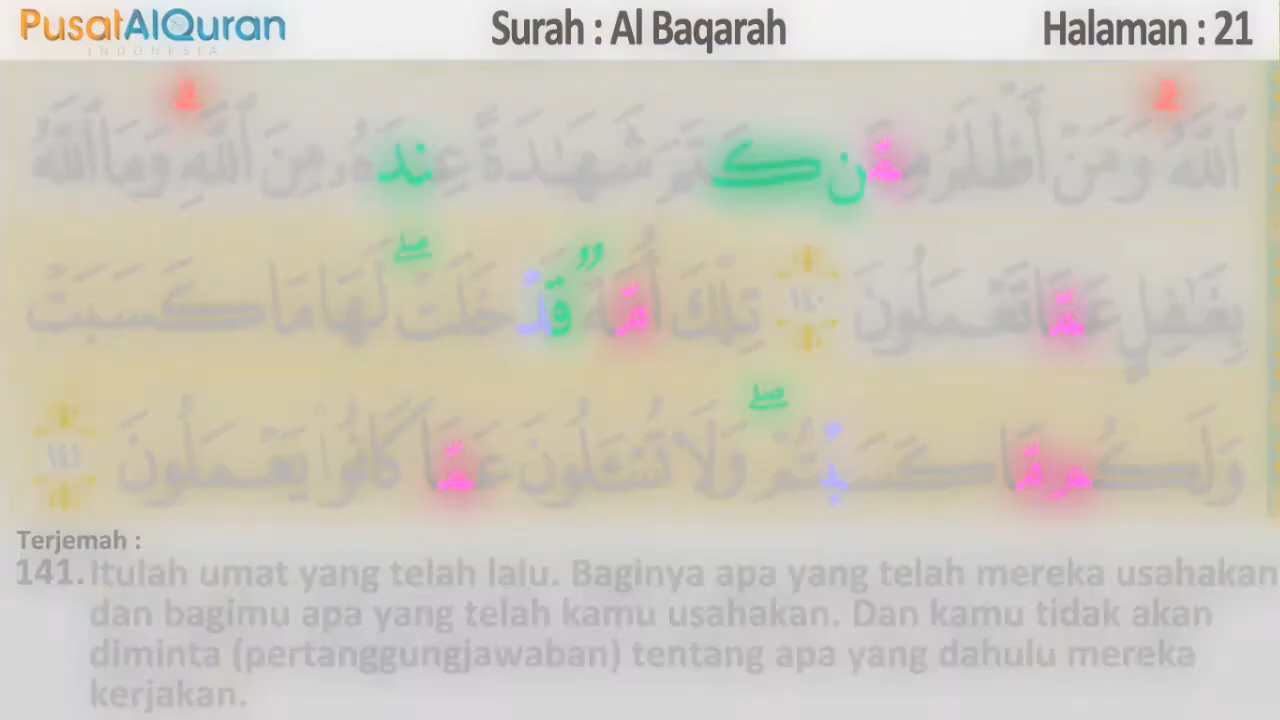 PusatAlQuran
INDONESIA
Surah : Al Baqarah
Halaman : 21
ٱللَّهُ ۗ وَمَنْ أَظْلَمُ مِمَّن كَتَمَ شَهَـٰدَةً عِندَهُۥ مِنَ ٱللَّهِ ۗ وَمَا ٱللَّهُ
بِغَـٰفِلٍ عَمَّا تَعْمَلُونَ ١٤٠ تِلْكَ أُمَّةٌ قَدْ خَلَتْ ۖ لَهَا مَا كَسَبَتْ
وَلَكُم مَّا كَسَبْتُمْ ۖ وَلَا تُسْـَٔلُونَ عَمَّا كَانُوا۟ يَعْمَلُونَ ١٤١
Terjemah :
141. Itulah umat yang telah lalu. Baginya apa yang telah mereka usahakan
dan bagimu apa yang telah kamu usahakan. Dan kamu tidak akan
diminta (pertanggungjawaban) tentang apa yang dahulu mereka
kerjakan.